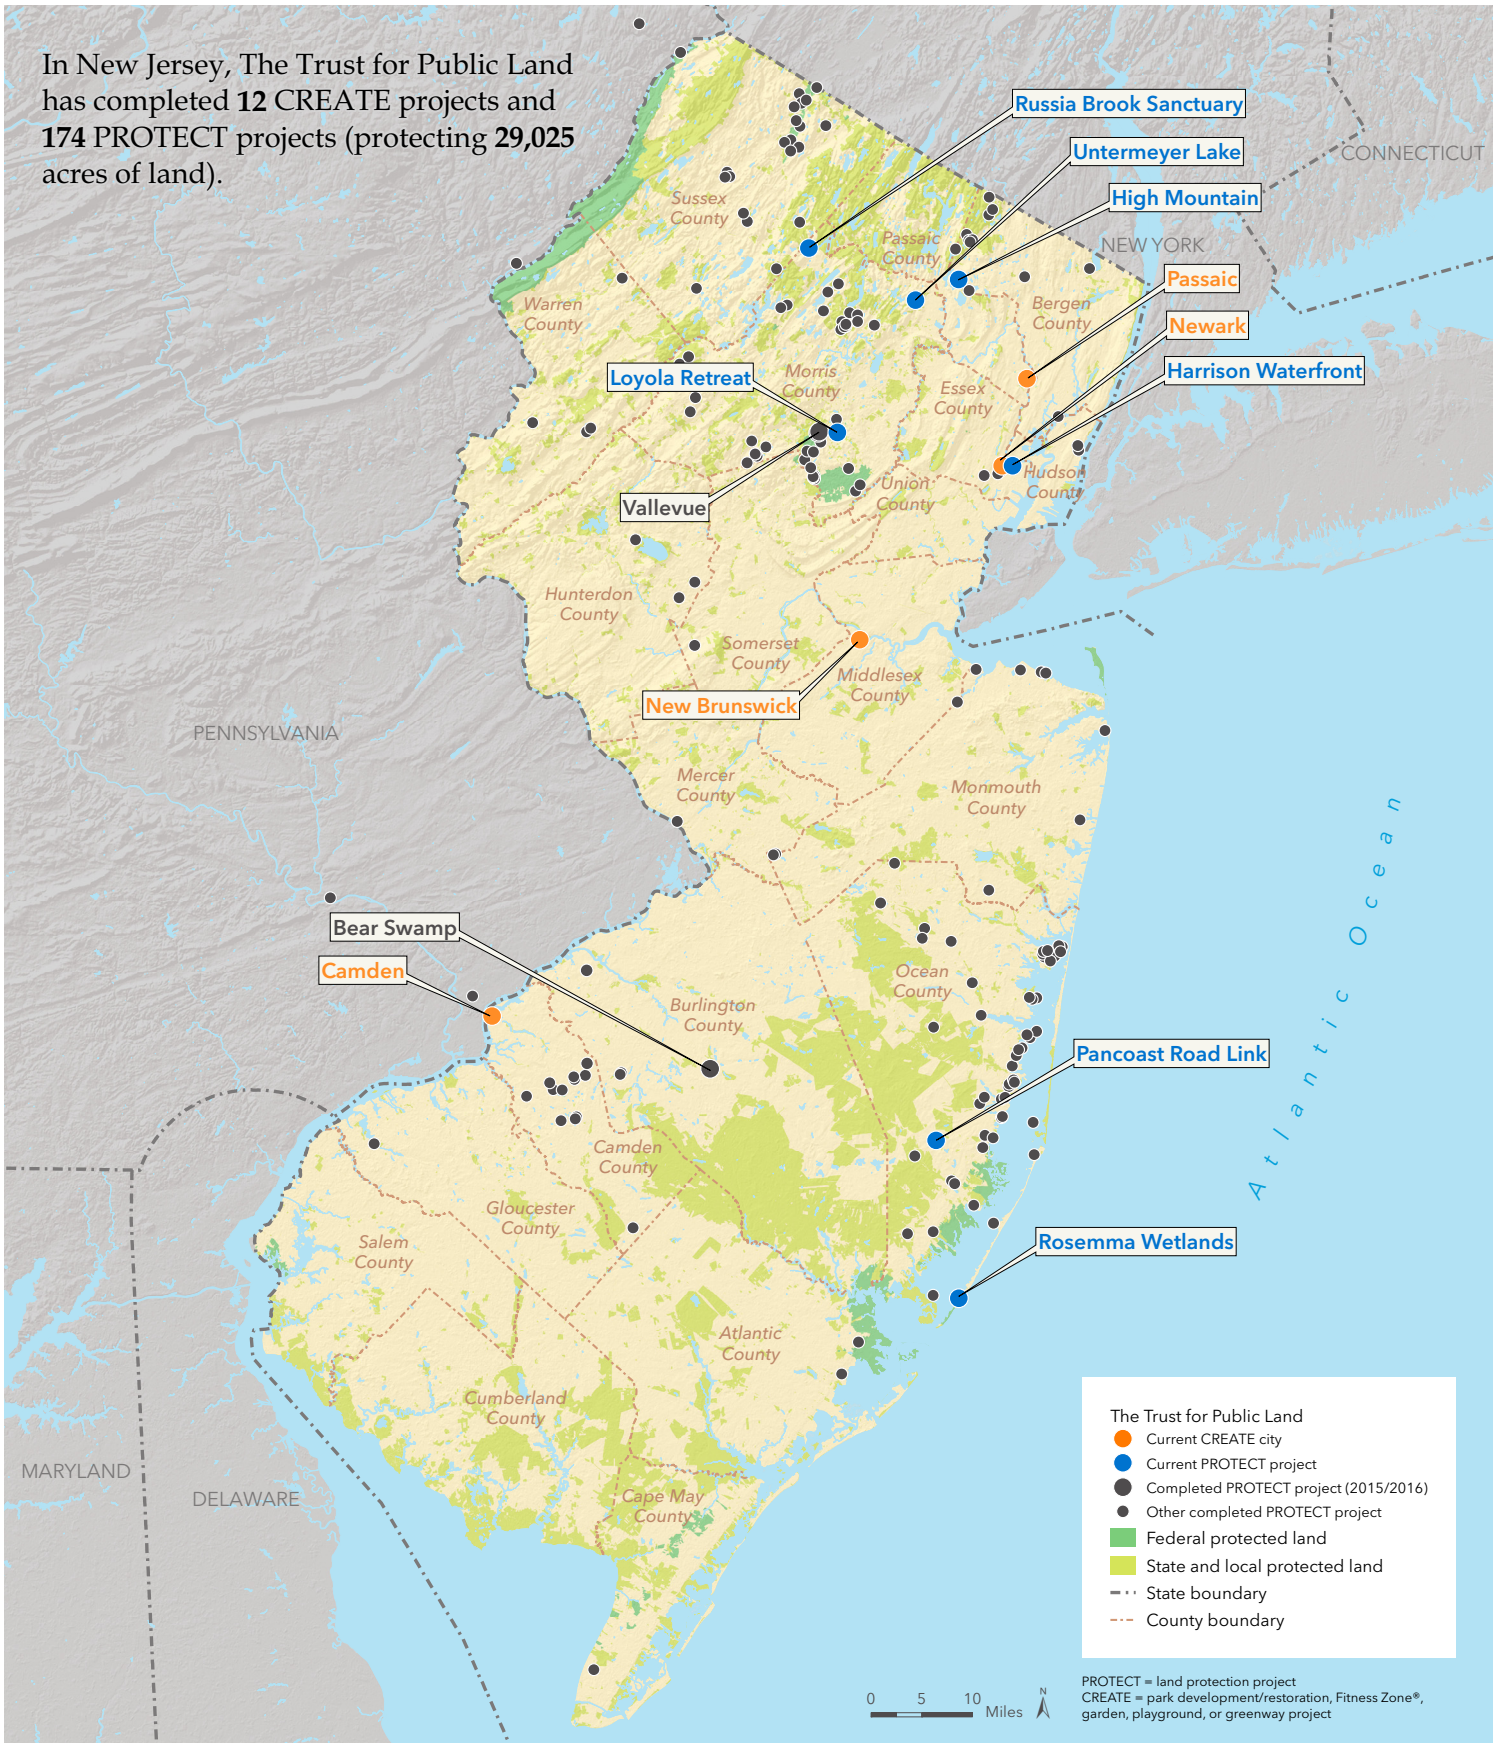 In New Jersey, The Trust for Public Land
has completed 12 CREATE projects and
174 PROTECT projects (protecting 29,025
acres of land).
Russia Brook Sanctuary
Untermeyer Lake
CONNECTICUT
High Mountain
Sussex
County
Passaic
County
NEW YORK
Passaic
Warren
County
Bergen
County
Newark
Loyola Retreat
Morris
County
Harrison Waterfront
Essex
County
Hudson
County
Union
County
Vallevue
Hunterdon
County
Somerset
County
Middlesex
County
New Brunswick
PENNSYLVANIA
Mercer
County
Monmouth
County
Atlantic Ocean
Bear Swamp
Camden
Ocean
County
Burlington
County
Pancoast Road Link
Camden
County
Gloucester
County
Salem
County
Rosemma Wetlands
Atlantic
County
Cumberland
County
MARYLAND
DELAWARE
Cape May
County
The Trust for Public Land
Current CREATE city
Current PROTECT project
Completed PROTECT project (2015/2016)
Other completed PROTECT project
Federal protected land
State and local protected land
State boundary
County boundary
PROTECT = land protection project
CREATE = park development/restoration, Fitness Zone®,
garden, playground, or greenway project
0 5 10 Miles
N